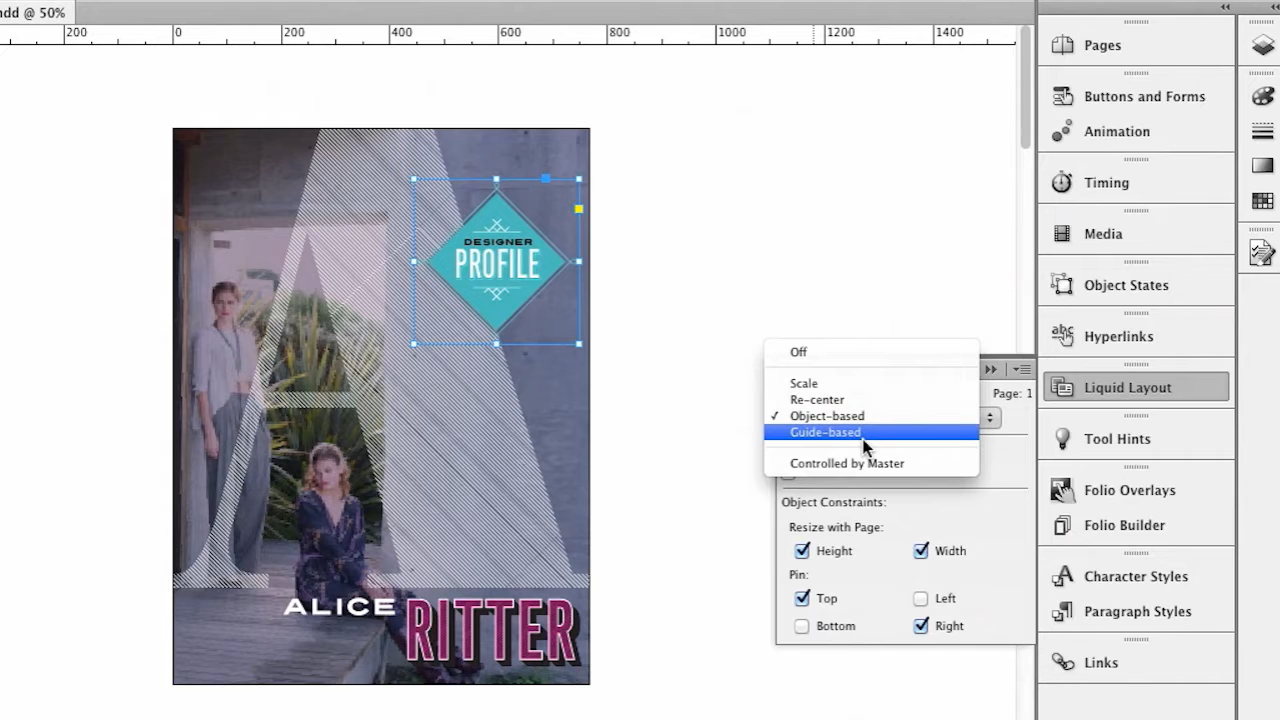 ndd @ 50%
200 0 200 400 600 800 1000 1200 1400
DESIGNER
PROFILE
ALICE RITTER
Off
Scale
Re-center
✓ Object-based
Guide-based
Controlled by Master
Page: 1
Object Constraints:
Resize with Page:
Height Width
Pin:
Top Left
Bottom Right
Pages
Buttons and Forms
Animation
Timing
Media
Object States
abc Hyperlinks
Liquid Layout
Tool Hints
Folio Overlays
Folio Builder
A Character Styles
Paragraph Styles
Links